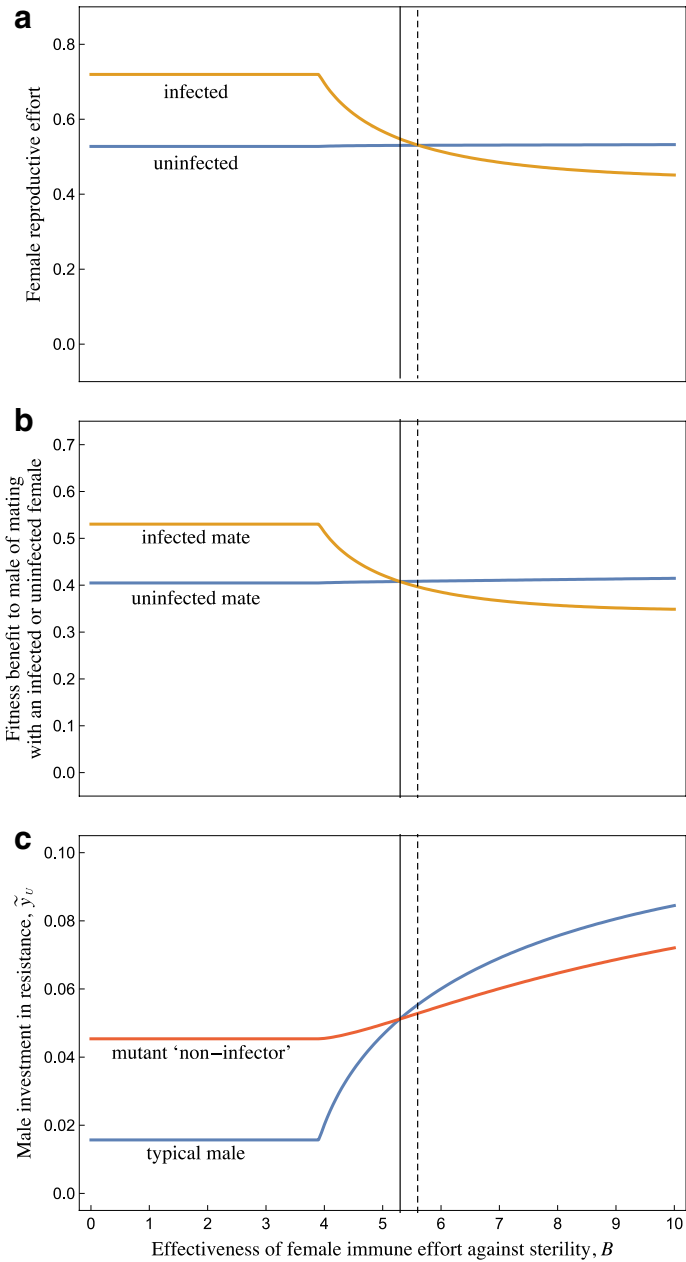 a
0.8
0.6
0.4
0.2
0.0
Female reproductive effort
infected
uninfected
b
0.7
0.6
0.5
0.4
0.3
0.2
0.1
0.0
Fitness benefit to male of mating
with an infected or uninfected female
infected mate
uninfected mate
c
0.10
0.08
0.06
0.04
0.02
0.00
Male investment in resistance, ỹ_U
mutant ‘non−infector’
typical male
0 1 2 3 4 5 6 7 8 9 10
Effectiveness of female immune effort against sterility, B